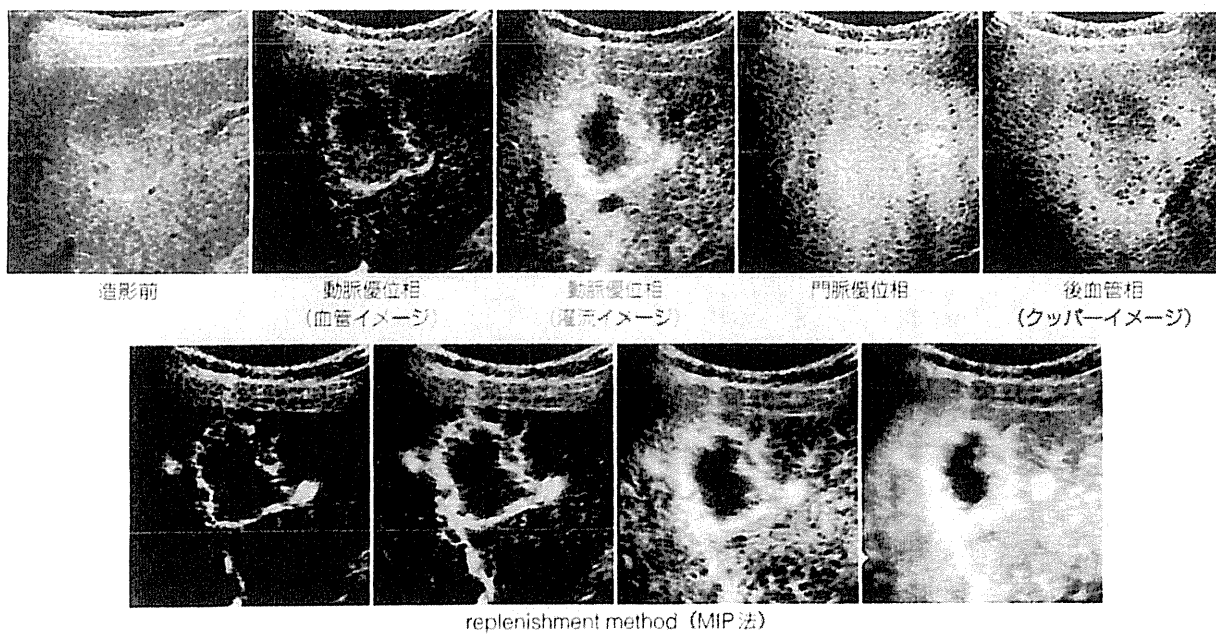 造影前
動脈優位相
(血管イメージ)
動脈優位相
(灌流イメージ)
門脈優位相
後血管相
(クッパーイメージ)
replenishment method (MIP法)